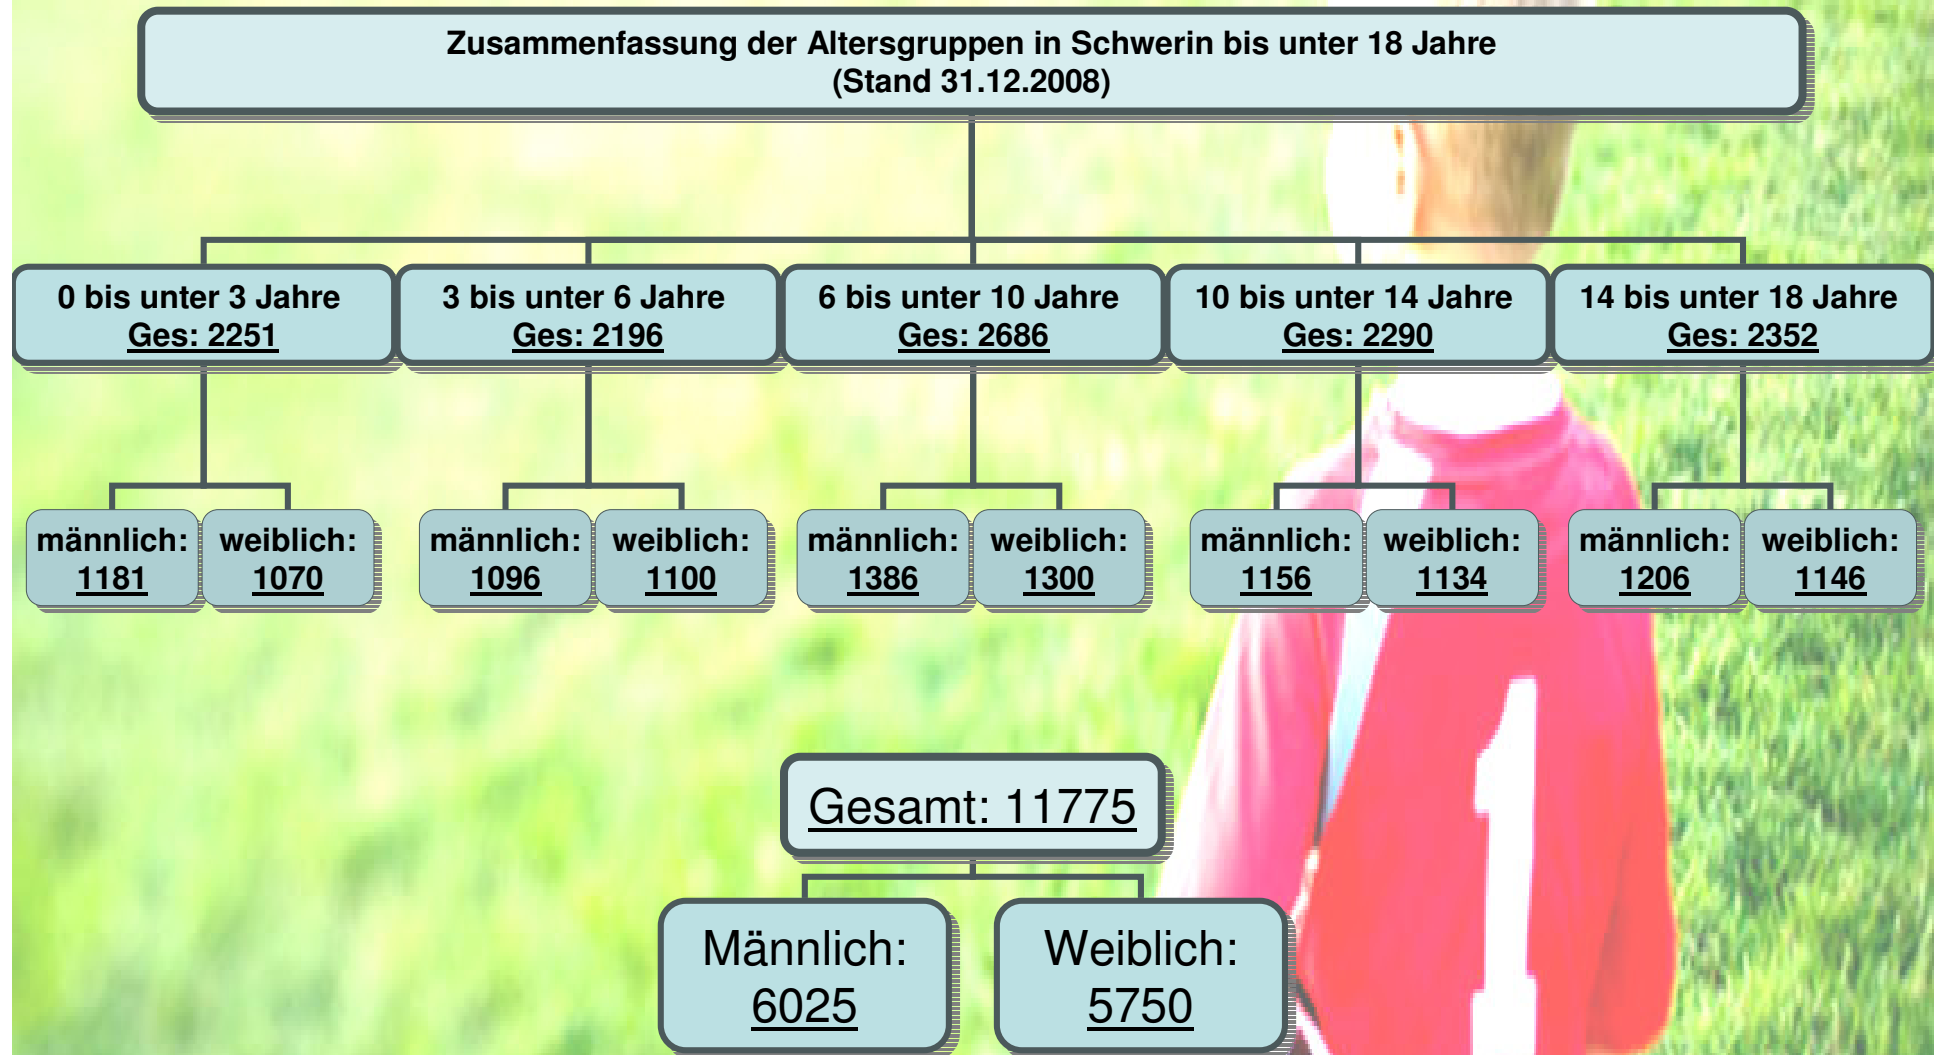 Zusammenfassung der Altersgruppen in Schwerin bis unter 18 Jahre
(Stand 31.12.2008)
0 bis unter 3 Jahre
Ges: 2251
3 bis unter 6 Jahre
Ges: 2196
6 bis unter 10 Jahre
Ges: 2686
10 bis unter 14 Jahre
Ges: 2290
14 bis unter 18 Jahre
Ges: 2352
männlich:
1181
weiblich:
1070
männlich:
1096
weiblich:
1100
männlich:
1386
weiblich:
1300
männlich:
1156
weiblich:
1134
männlich:
1206
weiblich:
1146
1
Gesamt: 11775
Männlich:
6025
Weiblich:
5750